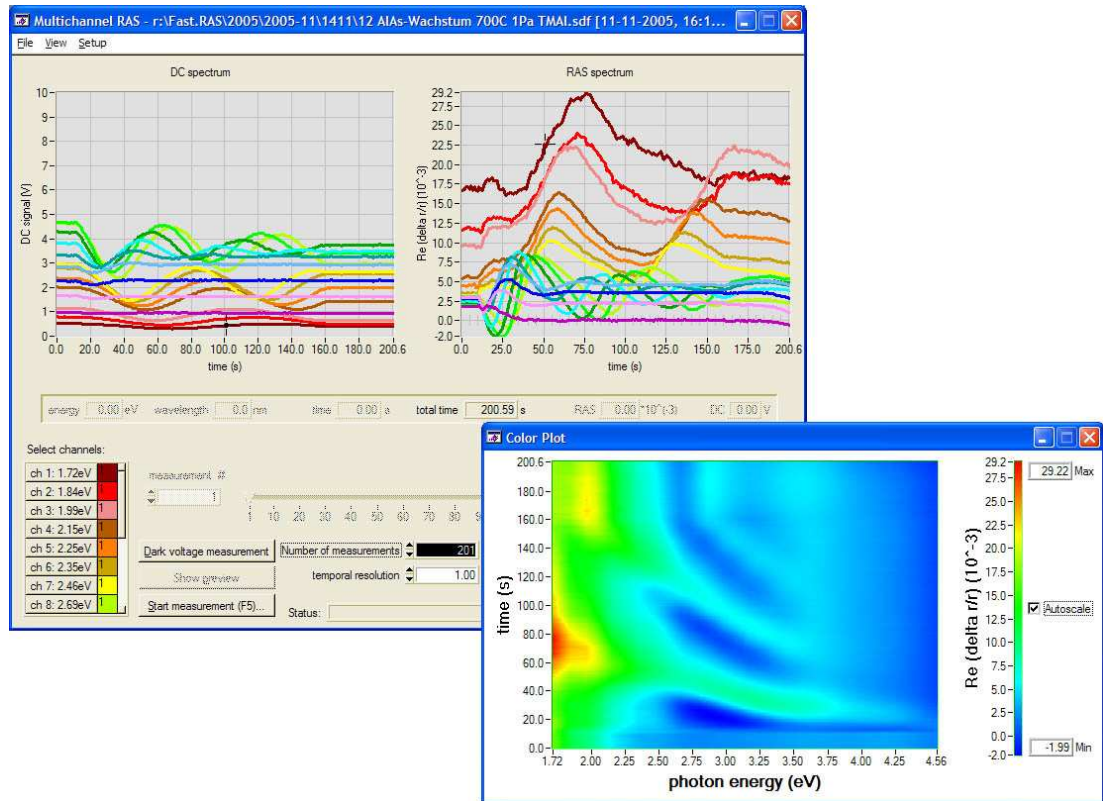 Multichannel RAS - r:\Fast.RAS\2005\2005-11\1411\12 AlAs-Wachstum 700C 1Pa TMAl.sdf [11-11-2005, 16:1...
File View Setup
DC spectrum
10
9
8
7
6
5
4
3
2
1
0
DC signal [V]
0.0 20.0 40.0 60.0 80.0 100.0 120.0 140.0 160.0 180.0 200.6
time (s)
RAS spectrum
29.2
27.5
25.0
22.5
20.0
17.5
15.0
12.5
10.0
7.5
5.0
2.5
0.0
-2.0
Re (delta r/r) (10^-3)
0.0 25.0 50.0 75.0 100.0 125.0 150.0 175.0 200.6
time (s)
energy 0.00 eV wavelength 0.0 nm time 0.00 s total time 200.59 s RAS 0.00 *10^(-3) DC 0.00 V
Select channels:
ch 1: 1.72eV
ch 2: 1.84eV 1
ch 3: 1.99eV 1
ch 4: 2.15eV 1
ch 5: 2.25eV 1
ch 6: 2.35eV 1
ch 7: 2.46eV 1
ch 8: 2.69eV 1
measurement #
1
1 10 20 30 40 50 60 70 80
Dark voltage measurement
Number of measurements 201
Show preview
temporal resolution 1.00
Start measurement (F5)...
Status:
Color Plot
200.6
180.0
160.0
140.0
120.0
100.0
80.0
60.0
40.0
20.0
0.0
time (s)
1.72 2.00 2.25 2.50 2.75 3.00 3.25 3.50 3.75 4.00 4.25 4.56
photon energy (eV)
29.2
27.5
25.0
22.5
20.0
17.5
15.0
12.5
10.0
7.5
5.0
2.5
0.0
-2.0
Re (delta r/r) (10^-3)
29.22 Max
Autoscale
-1.99 Min